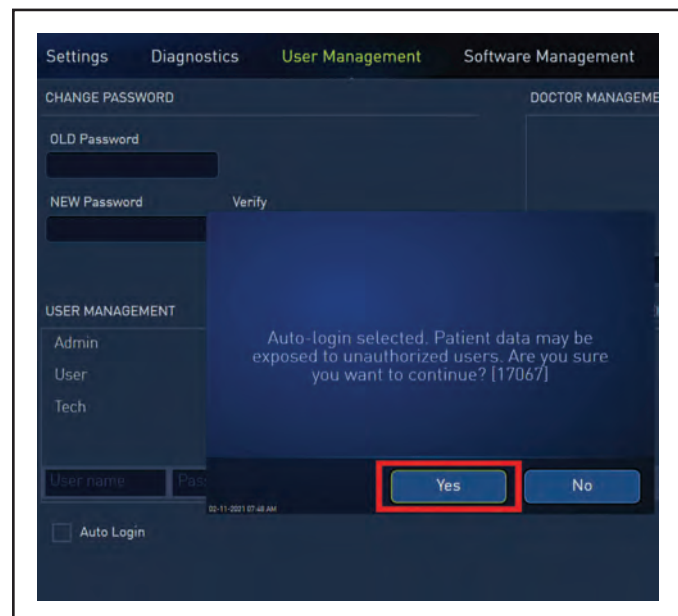 Settings Diagnostics User Management Software Management
CHANGE PASSWORD DOCTOR MANAGEME
OLD Password
NEW Password Verify
USER MANAGEMENT
Admin
User
Tech
Auto-login selected. Patient data may be
exposed to unauthorized users. Are you sure
you want to continue? [17067]
User name Pas
Yes No
02-11-2021 07:48 AM
Auto Login